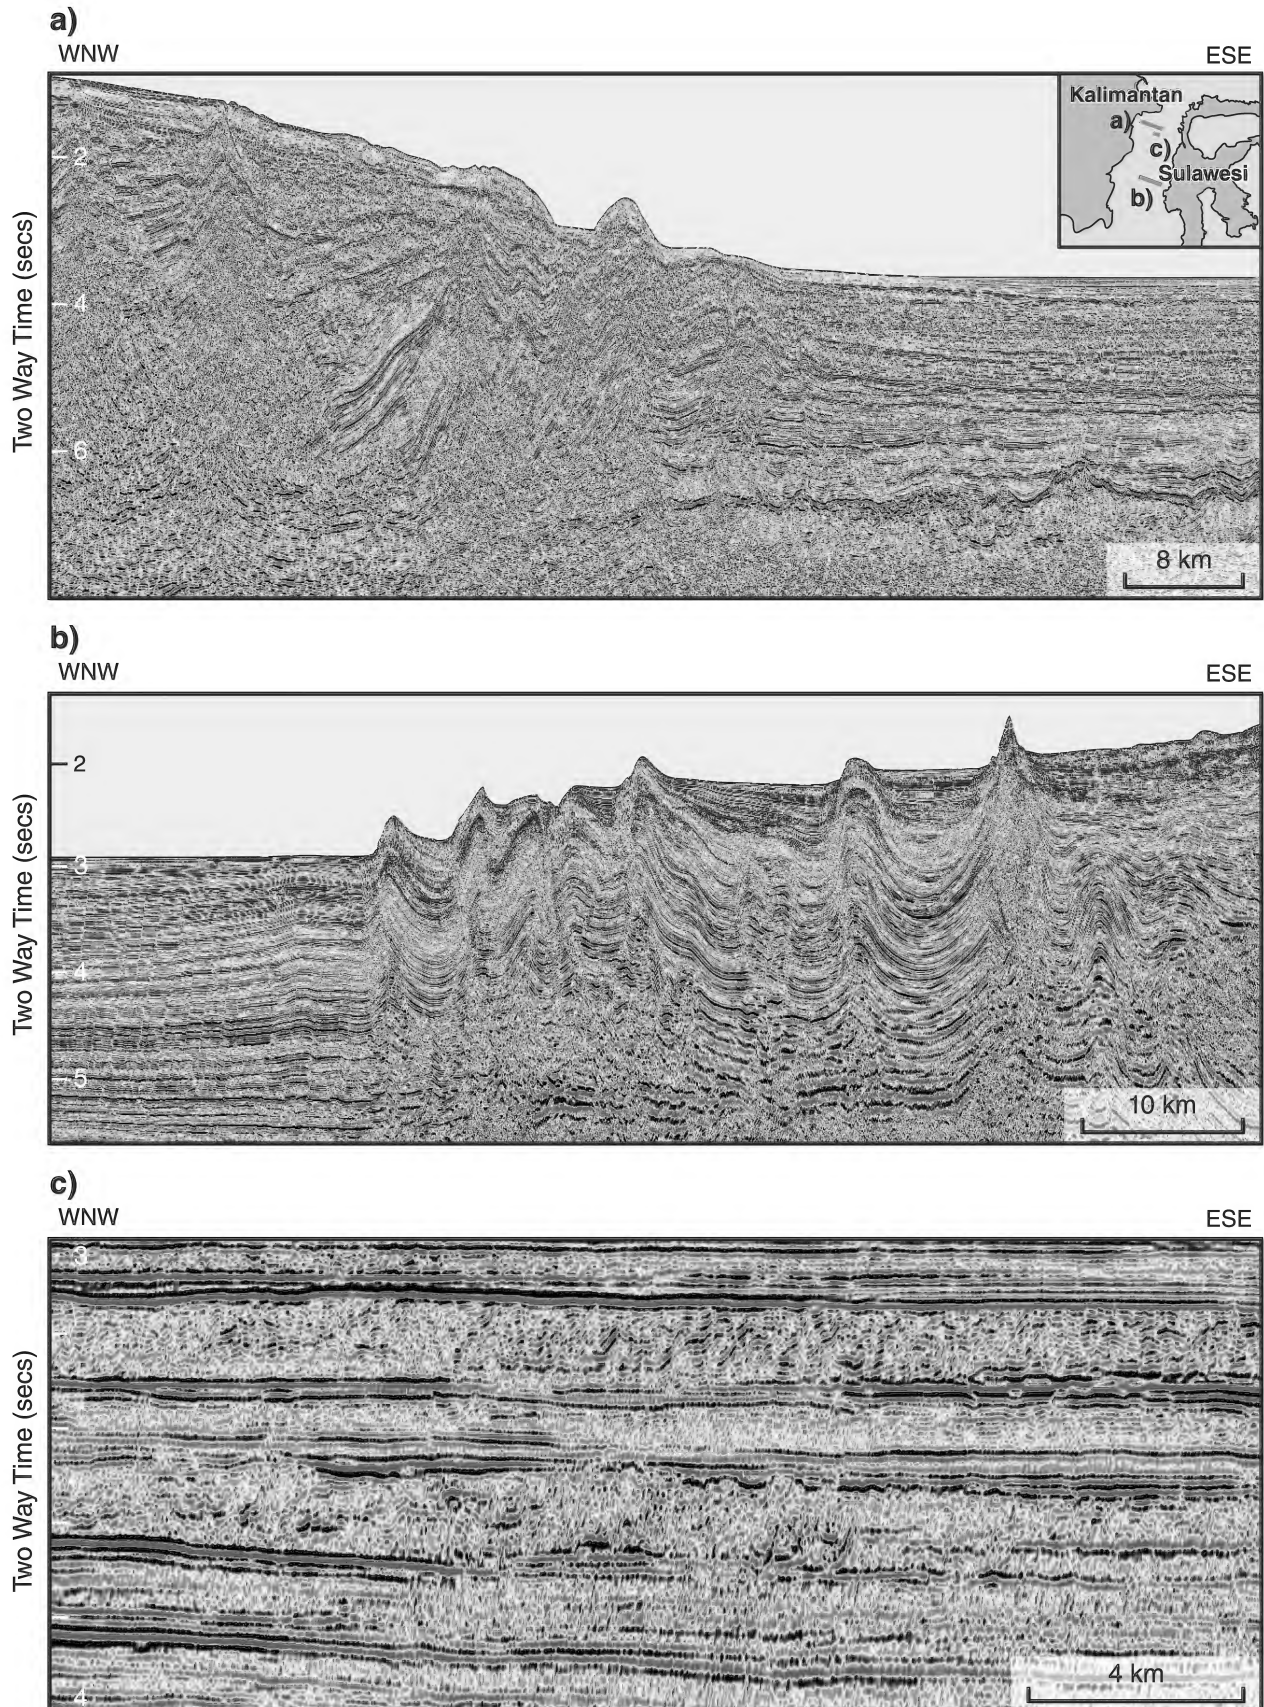 a)
WNW
ESE
Kalimantan
a)
c)
Sulawesi
b)
2
4
6
Two Way Time (secs)
8 km
b)
WNW
ESE
2
3
4
5
Two Way Time (secs)
10 km
c)
WNW
ESE
3
Two Way Time (secs)
4 km
4